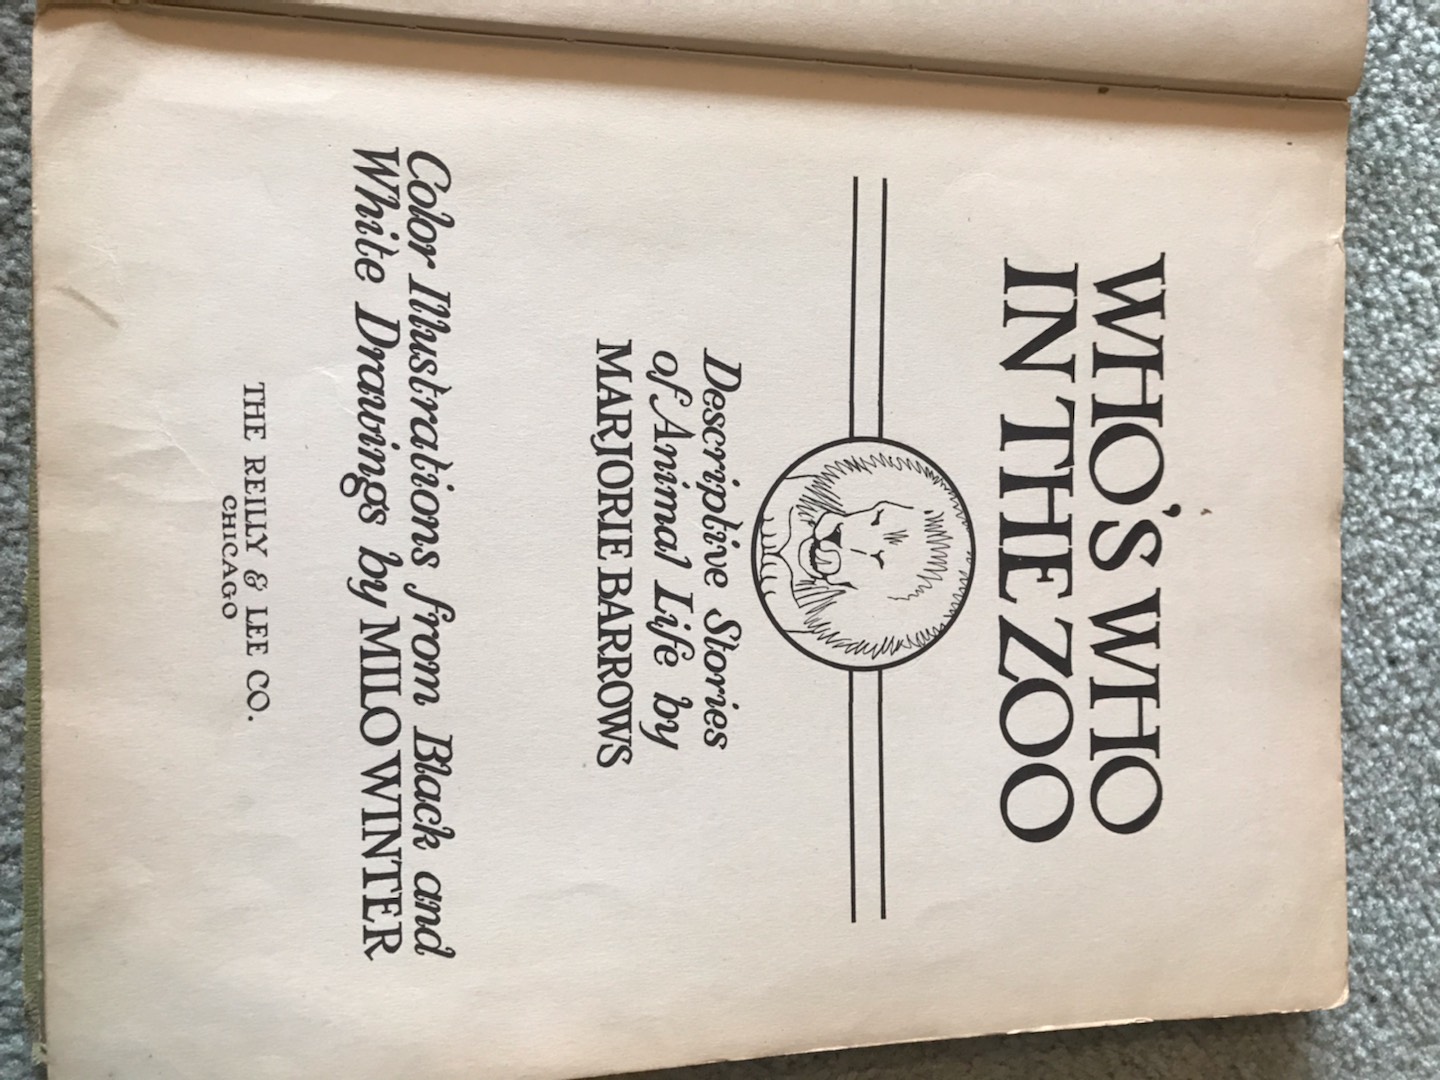 WHO'S WHO
IN THE ZOO
Descriptive Stories
of Animal Life by
MARJORIE BARROWS
Color Illustrations from Black and
White Drawings by MILO WINTER
THE REILLY & LEE CO.
CHICAGO